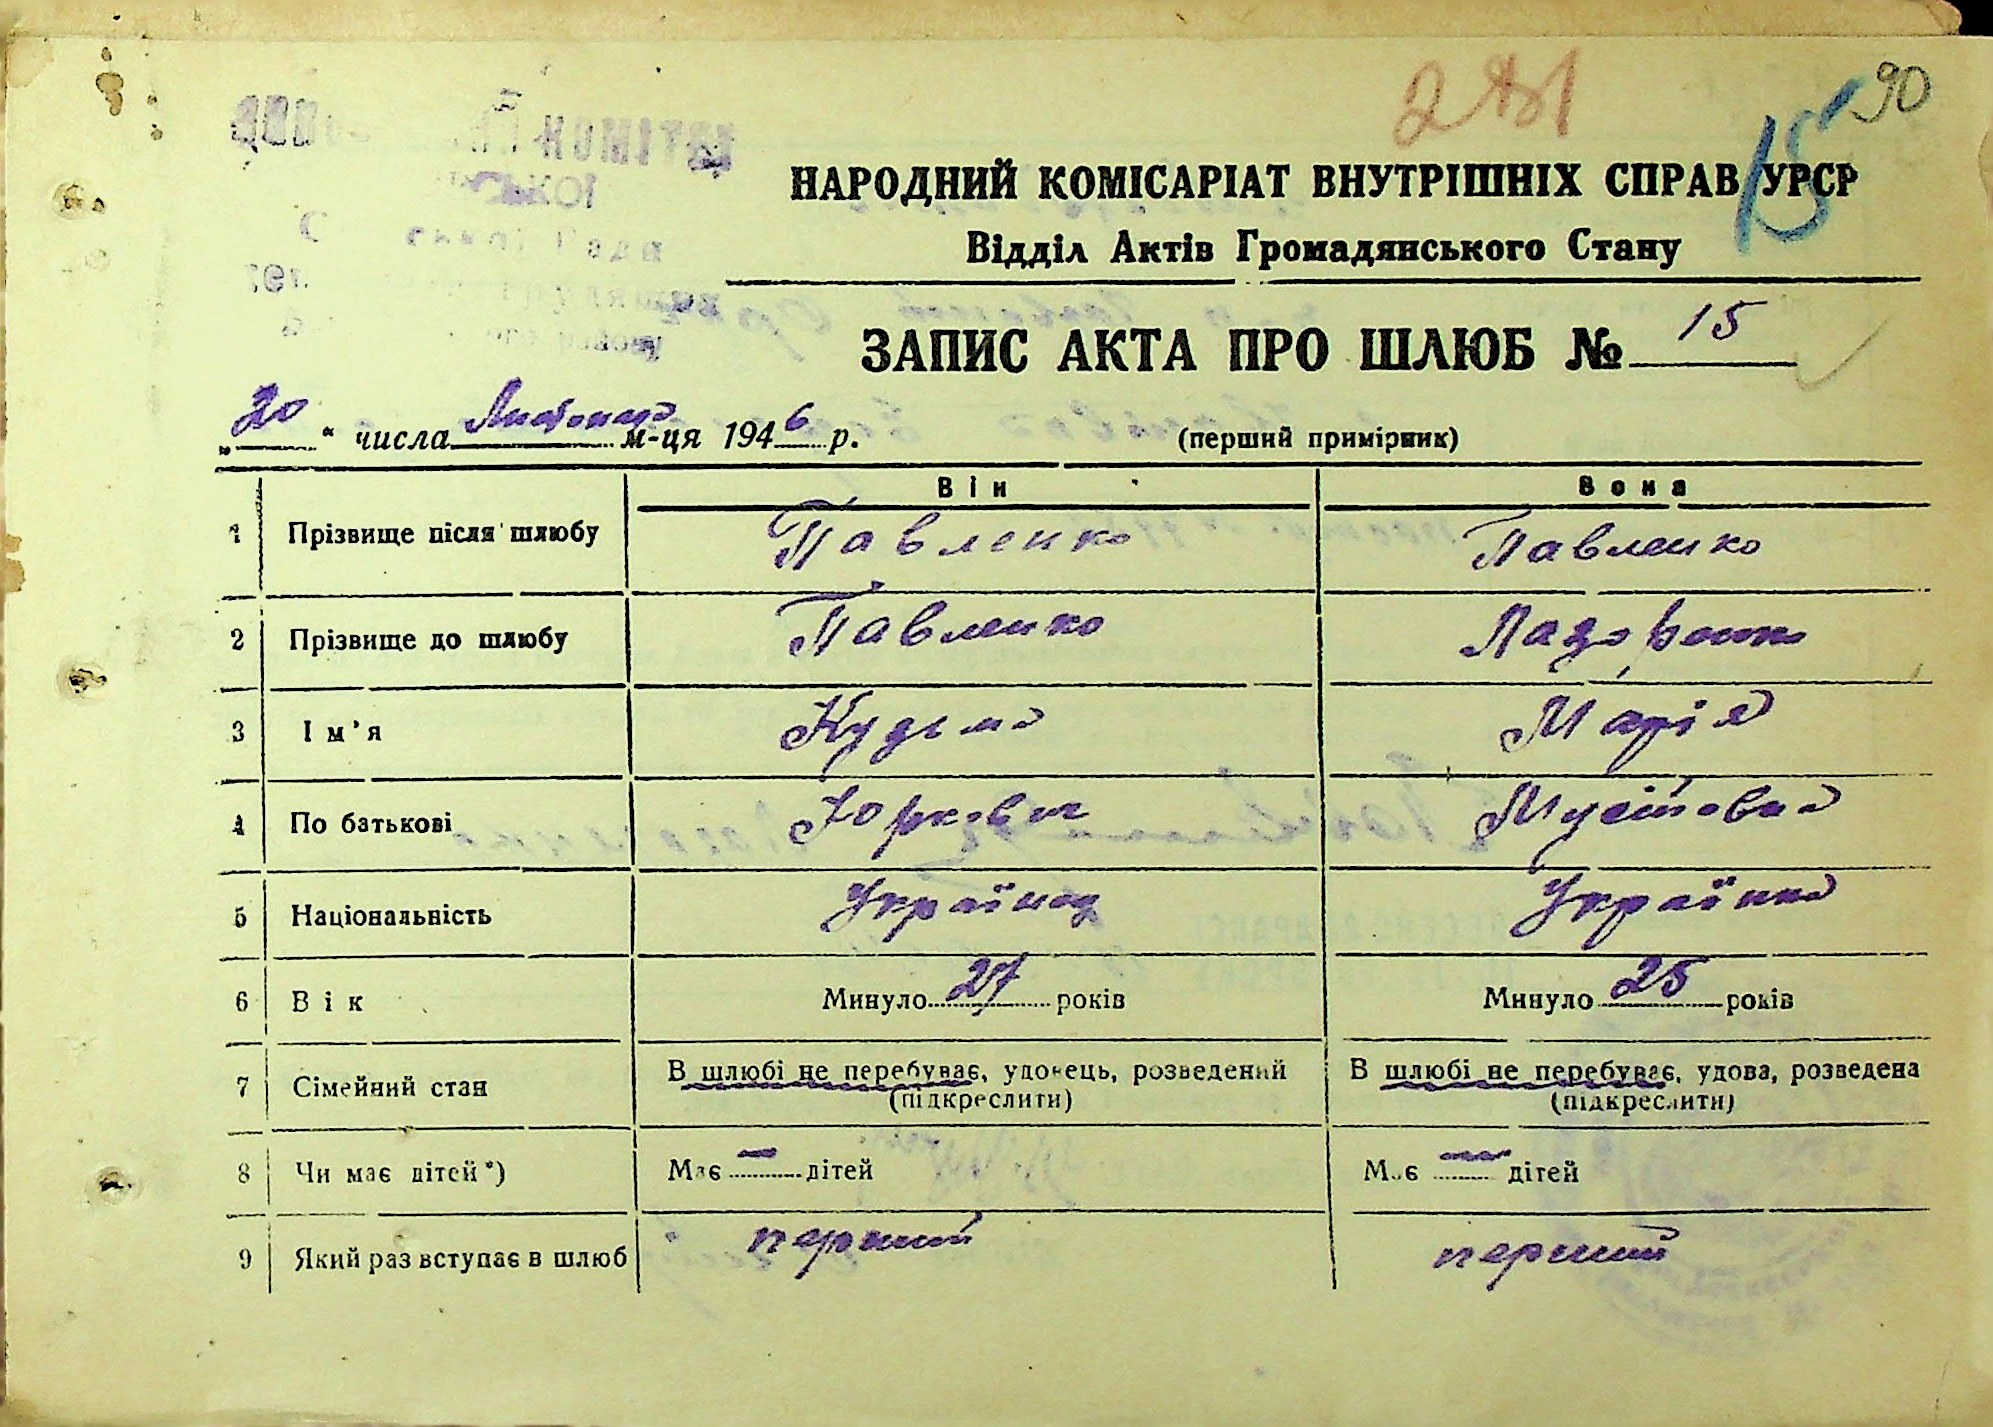 90
15
НАРОДНИЙ КОМІСАРІАТ ВНУТРІШНІХ СПРАВ УРСР
Відділ Актів Громадянського Стану
ЗАПИС АКТА ПРО ШЛЮБ № 15
„20“ числа Листопад м-ця 1946 р. (перший примірник)
Він Вона
1 Прізвище після шлюбу Павленко Павленко
2 Прізвище до шлюбу Павленко
3 Ім'я Кузьма Марія
4 По батькові Юркович Мусіївна
5 Національність Українец Українка
6 Вік Минуло 27 років Минуло 25 років
7 Сімейний стан В шлюбі не перебуває, удовець, розведений В шлюбі не перебуває, удова, розведена
(підкреслити) (підкреслити)
8 Чи має дітей*) Має — дітей Має — дітей
9 Який раз вступає в шлюб перший перший